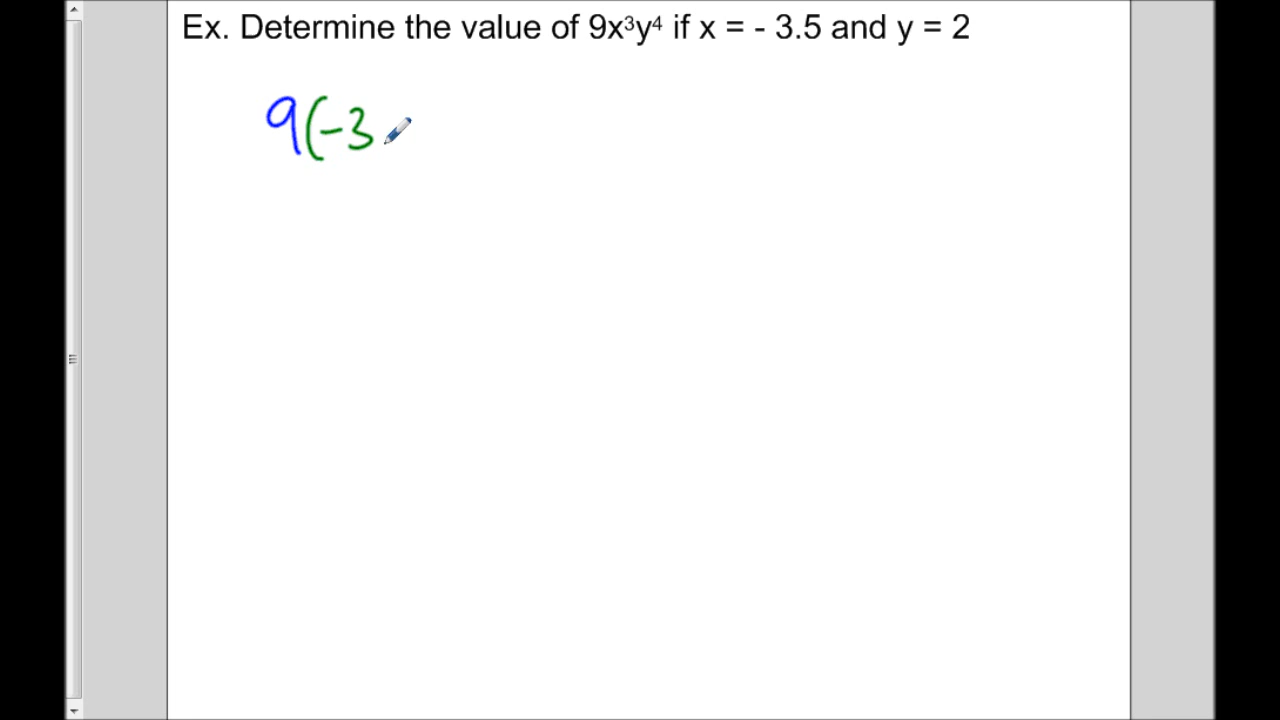 Ex. Determine the value of 9x³y⁴ if x = - 3.5 and y = 2
9(-3